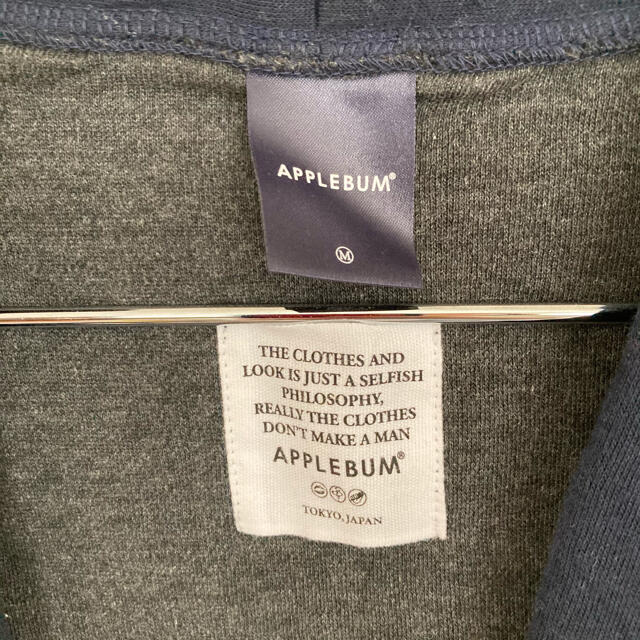 APPLEBUM®
M
THE CLOTHES AND
LOOK IS JUST A SELFISH
PHILOSOPHY,
REALLY THE CLOTHES
DON'T MAKE A MAN
APPLEBUM®
TOKYO, JAPAN